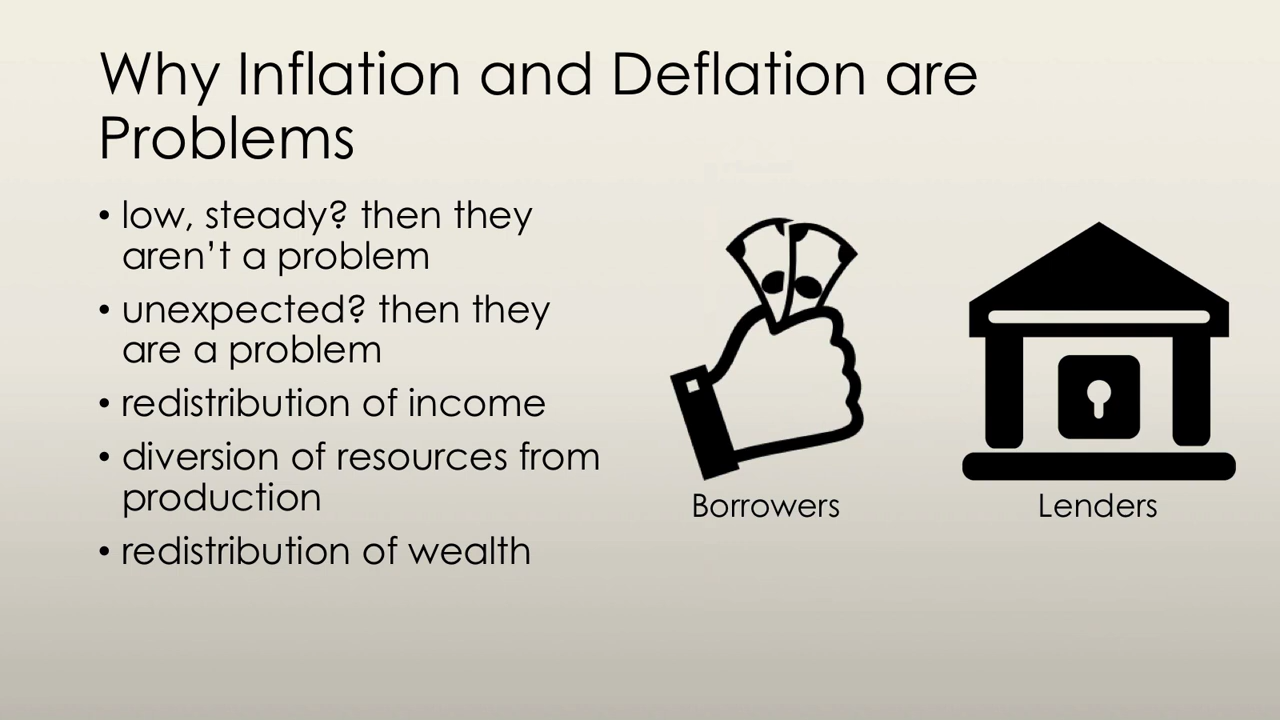 Why Inflation and Deflation are
Problems
• low, steady? then they
aren’t a problem
• unexpected? then they
are a problem
• redistribution of income
• diversion of resources from
production
• redistribution of wealth
Borrowers
Lenders